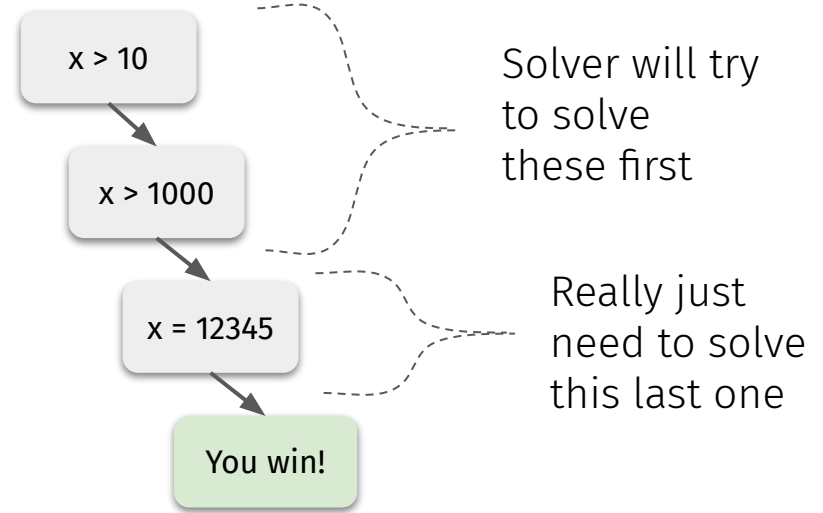 x > 10
Solver will try
to solve
these first
x > 1000
x = 12345
Really just
need to solve
this last one
You win!